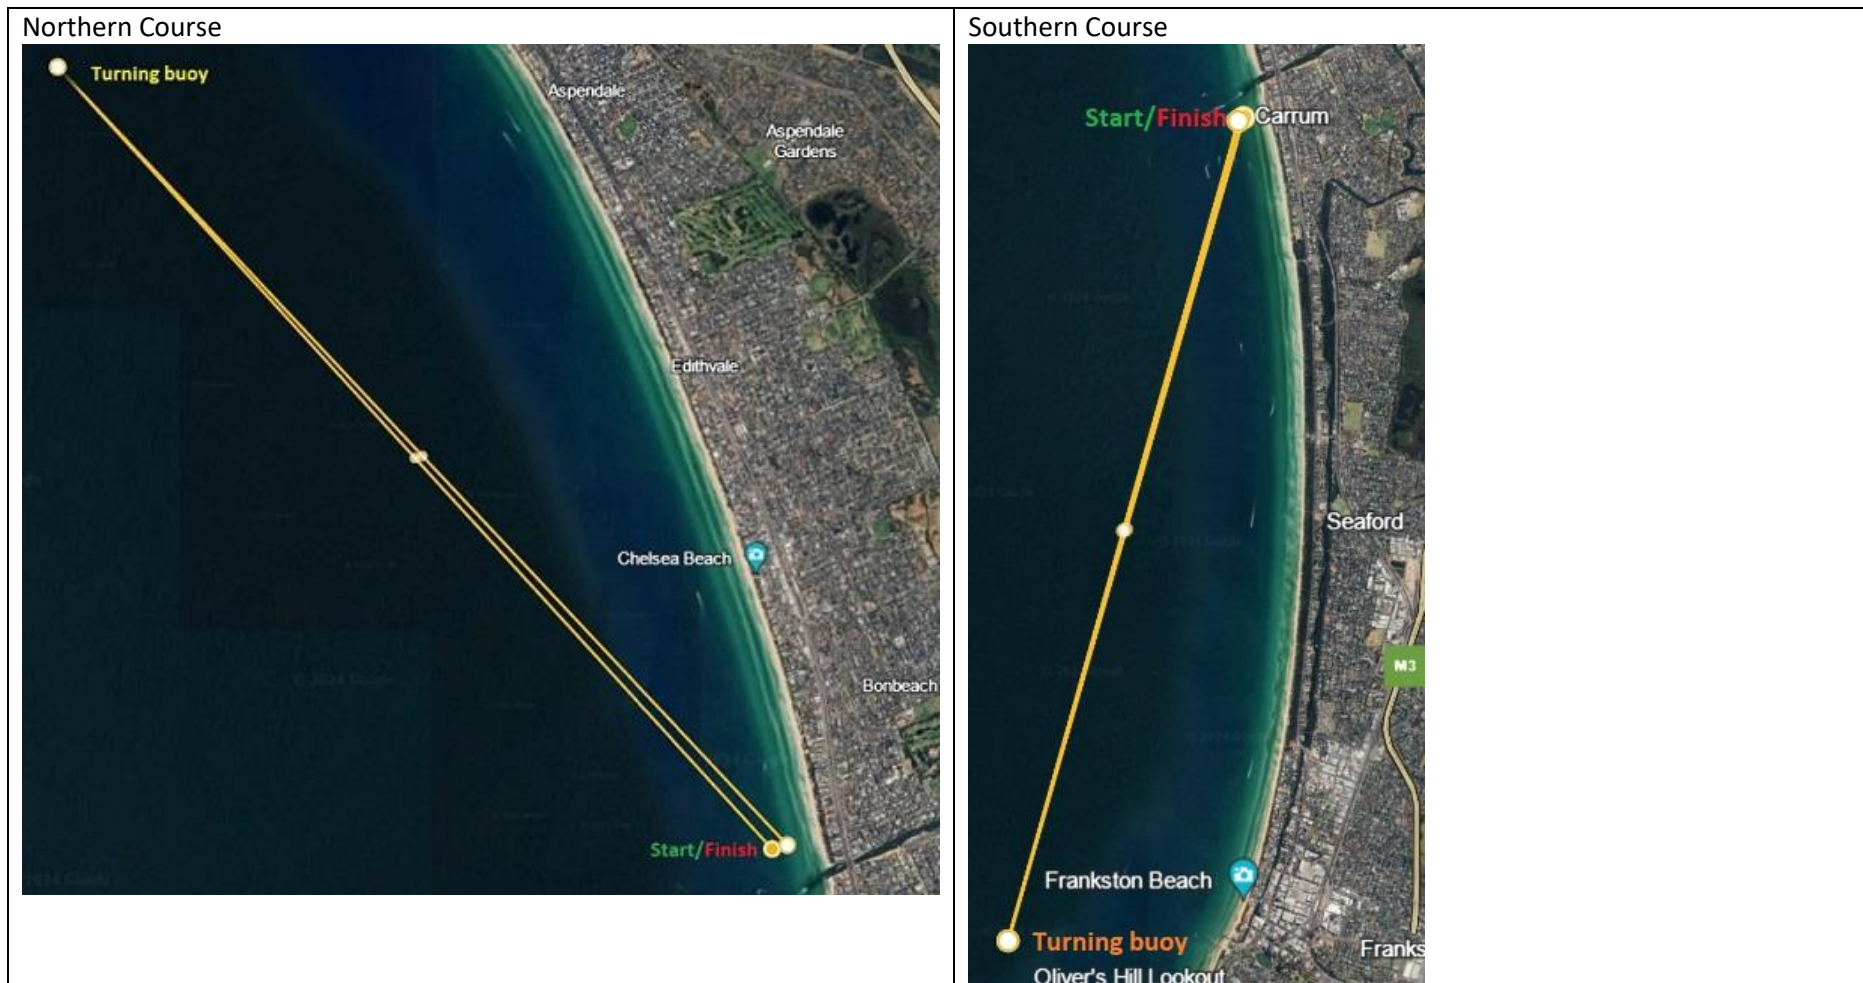 Northern Course
Turning buoy
Aspendale
Aspendale
Gardens
Edithvale
Chelsea Beach
Bonbeach
Start/Finish
Southern Course
Start/Finish
Carrum
Seaford
M3
Frankston Beach
Turning buoy
Franks
Oliver's Hill Lookout